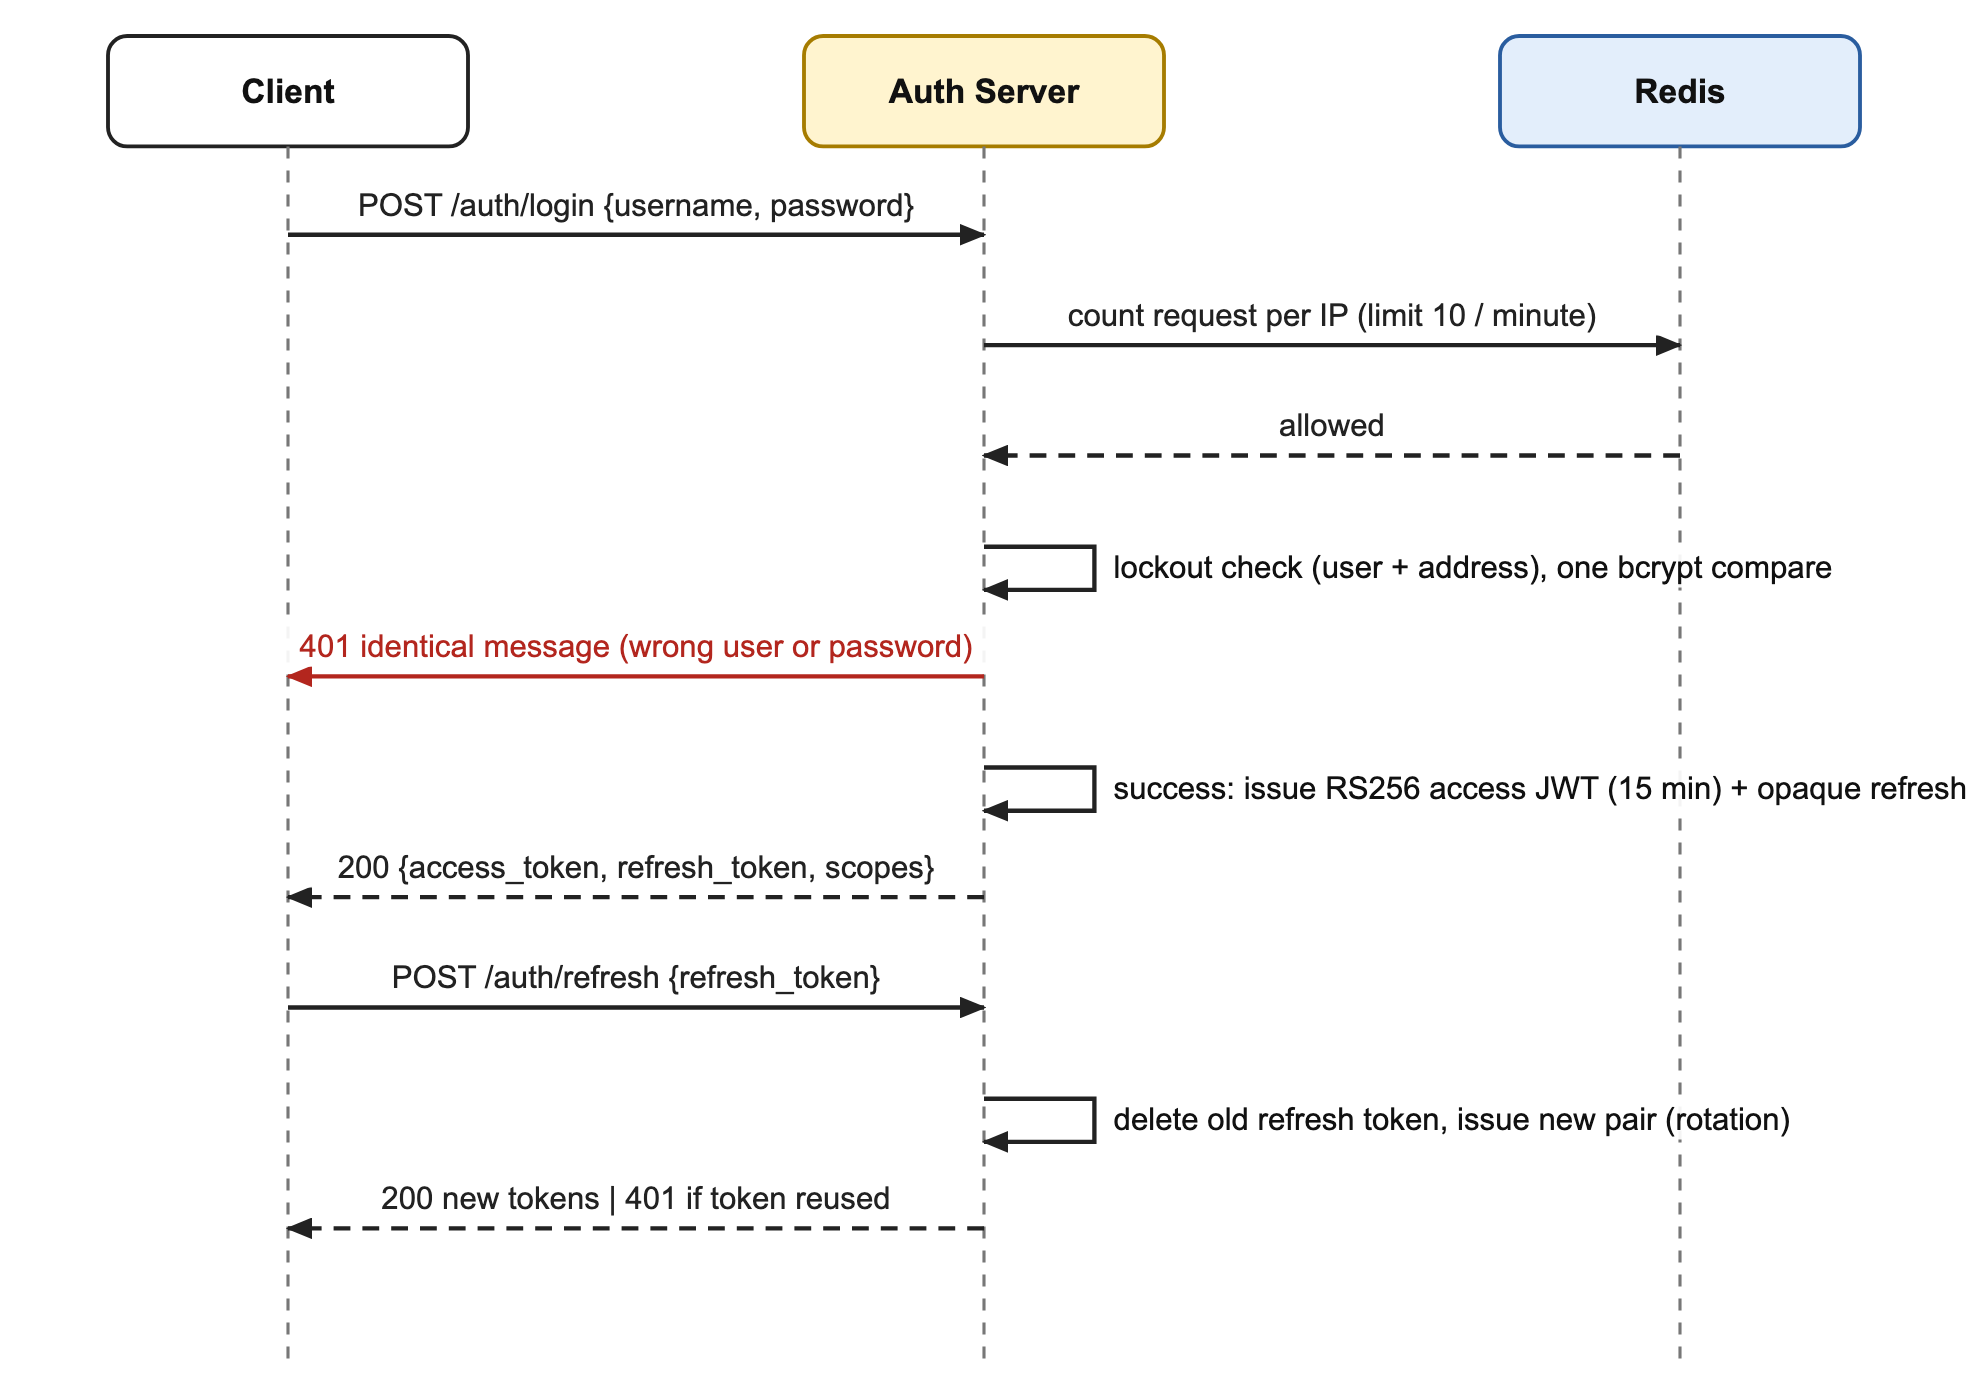 Client
Auth Server
Redis
POST /auth/login {username, password}
count request per IP (limit 10 / minute)
allowed
lockout check (user + address), one bcrypt compare
401 identical message (wrong user or password)
success: issue RS256 access JWT (15 min) + opaque refresh
200 {access_token, refresh_token, scopes}
POST /auth/refresh {refresh_token}
delete old refresh token, issue new pair (rotation)
200 new tokens | 401 if token reused